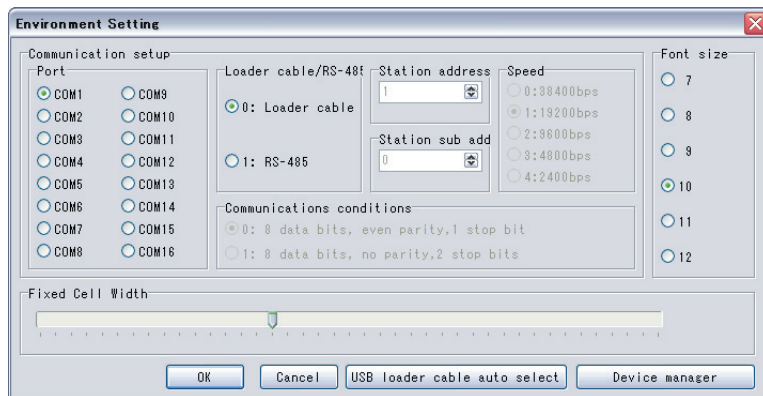 Environment Setting
Communication setup
Port
COM1
COM2
COM3
COM4
COM5
COM6
COM7
COM8
COM9
COM10
COM11
COM12
COM13
COM14
COM15
COM16
Loader cable/RS-485
0: Loader cable
1: RS-485
Station address
1
Station sub add
0
Speed
0:38400bps
1:19200bps
2:9600bps
3:4800bps
4:2400bps
Communications conditions
0: 8 data bits, even parity,1 stop bit
1: 8 data bits, no parity,2 stop bits
Font size
7
8
9
10
11
12
Fixed Cell Width
OK
Cancel
USB loader cable auto select
Device manager